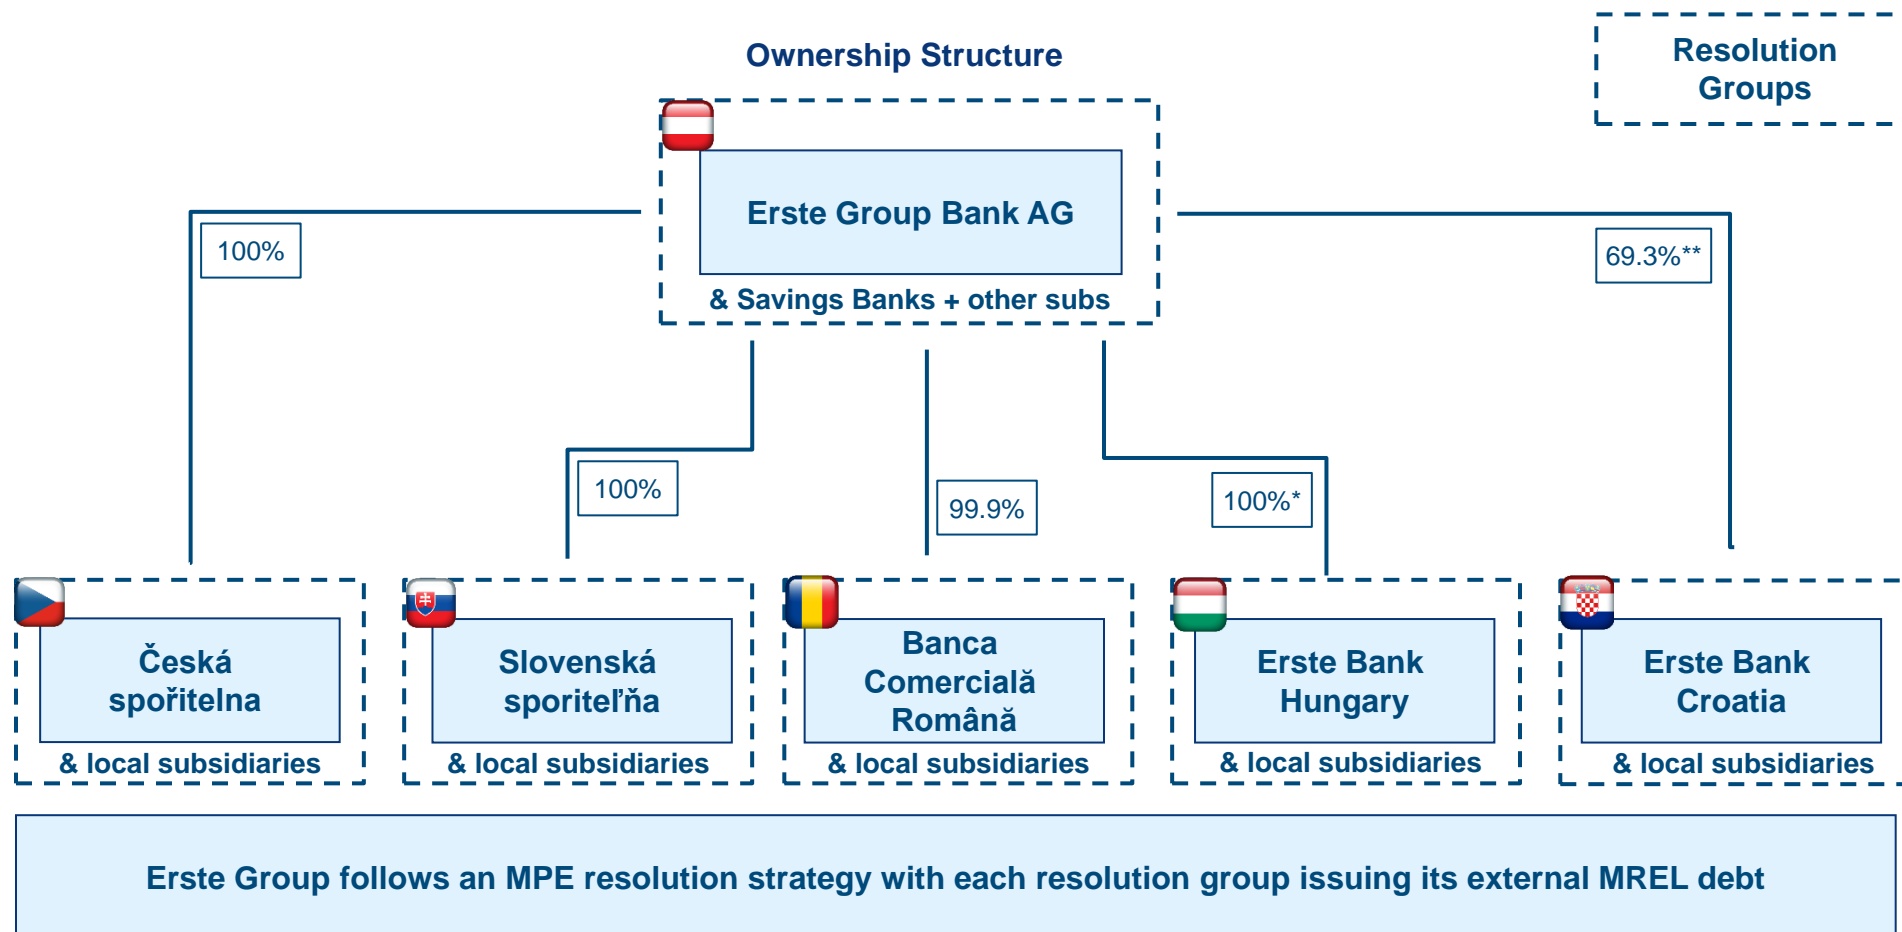 Ownership Structure
Resolution
Groups
Erste Group Bank AG
& Savings Banks + other subs
100%
69.3%**
100%
99.9%
100%*
Česká
spořitelna
& local subsidiaries
Slovenská
sporiteľňa
& local subsidiaries
Banca
Comercială
Română
& local subsidiaries
Erste Bank
Hungary
& local subsidiaries
Erste Bank
Croatia
& local subsidiaries
Erste Group follows an MPE resolution strategy with each resolution group issuing its external MREL debt